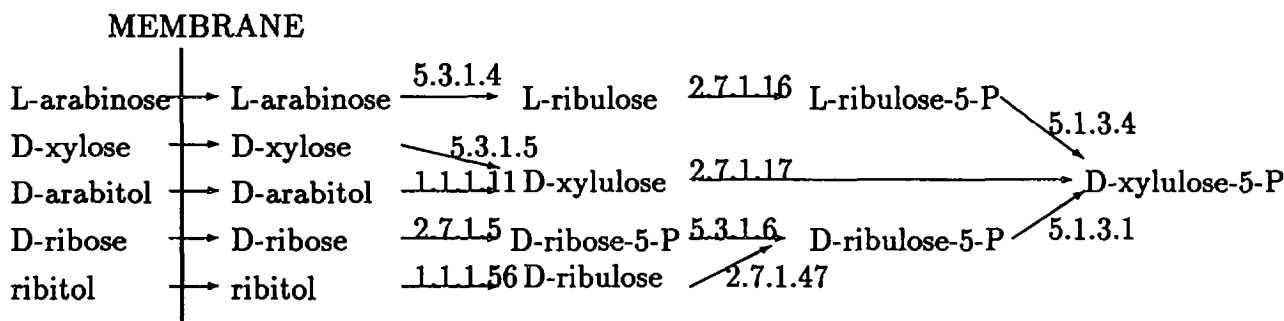 MEMBRANE
L-arabinose L-arabinose 5.3.1.4 L-ribulose 2.7.1.16 L-ribulose-5-P
5.1.3.4
D-xylose D-xylose 5.3.1.5
D-arabitol D-arabitol 1.1.1.11 D-xylulose 2.7.1.17 D-xylulose-5-P
D-ribose D-ribose 2.7.1.5 D-ribose-5-P 5.3.1.6 D-ribulose-5-P 5.1.3.1
ribitol ribitol 1.1.1.56 D-ribulose 2.7.1.47